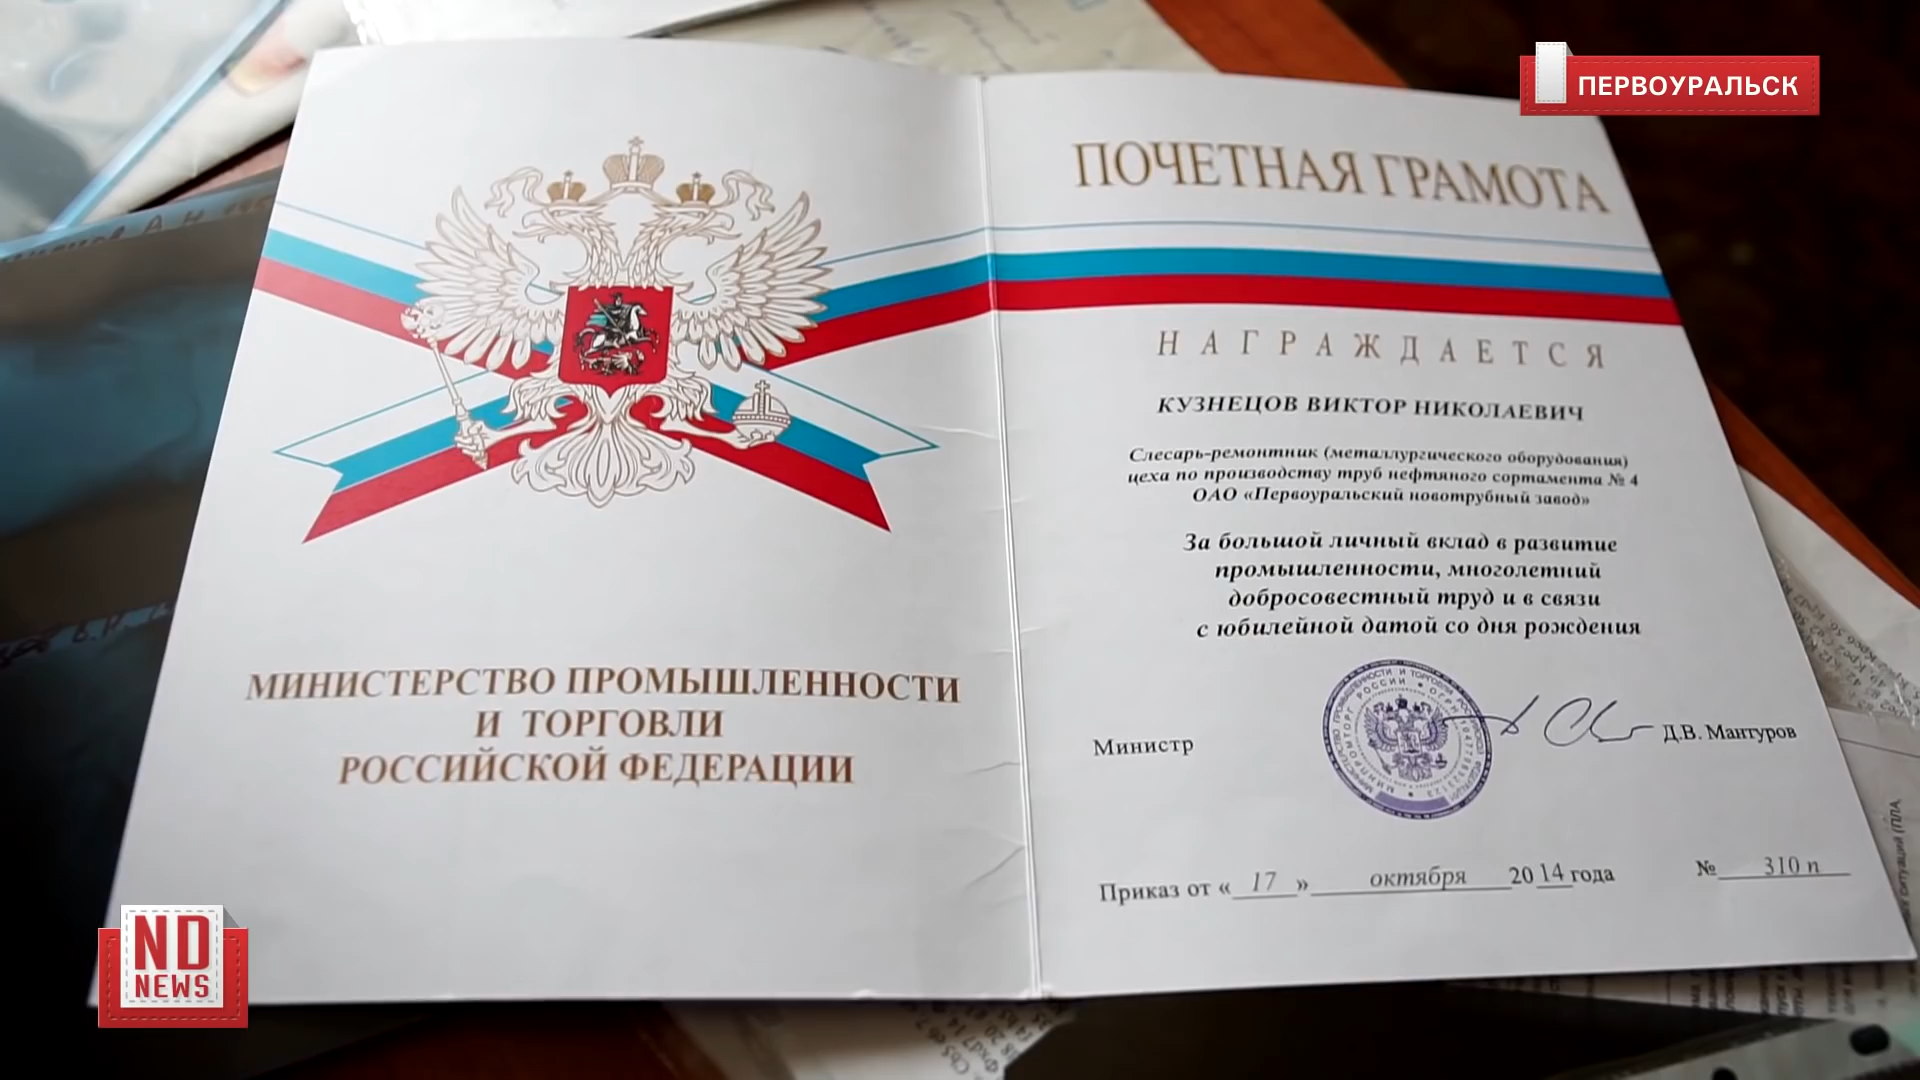 ПЕРВОУРАЛЬСК
МИНИСТЕРСТВО ПРОМЫШЛЕННОСТИ
И ТОРГОВЛИ
РОССИЙСКОЙ ФЕДЕРАЦИИ
ПОЧЕТНАЯ ГРАМОТА
НАГРАЖДАЕТСЯ
КУЗНЕЦОВ ВИКТОР НИКОЛАЕВИЧ
Слесарь-ремонтник (металлургического оборудования)
цеха по производству труб нефтяного сортамента № 4
ОАО «Первоуральский новотрубный завод»
За большой личный вклад в развитие
промышленности, многолетний
добросовестный труд и в связи
с юбилейной датой со дня рождения
Министр Д.В. Мантуров
Приказ от « 17 » октября 2014 года № 310 п
ND
NEWS